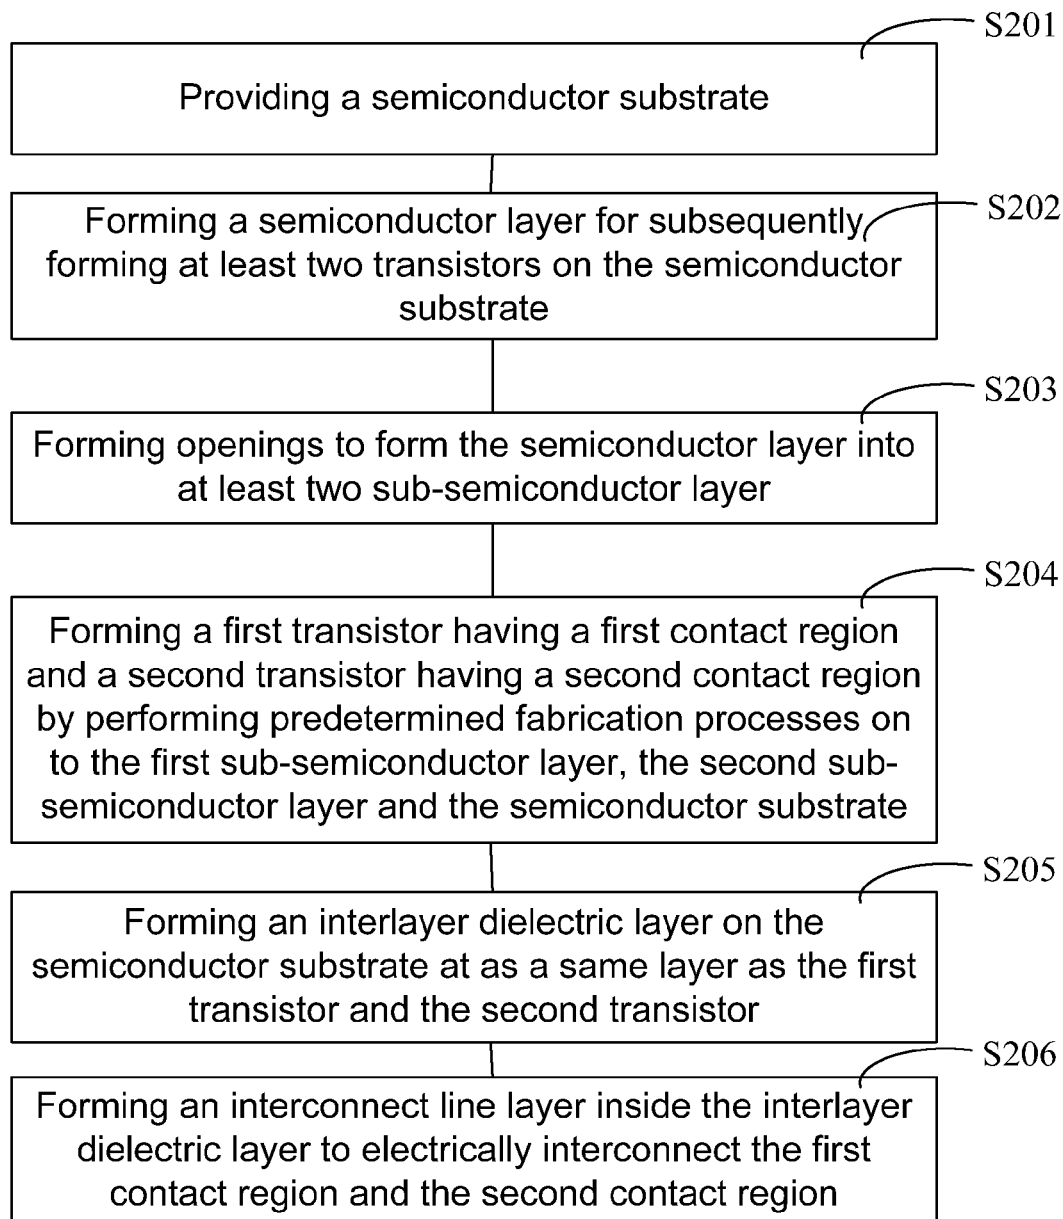 S201
Providing a semiconductor substrate
S202
Forming a semiconductor layer for subsequently
forming at least two transistors on the semiconductor
substrate
S203
Forming openings to form the semiconductor layer into
at least two sub-semiconductor layer
S204
Forming a first transistor having a first contact region
and a second transistor having a second contact region
by performing predetermined fabrication processes on
to the first sub-semiconductor layer, the second sub-
semiconductor layer and the semiconductor substrate
S205
Forming an interlayer dielectric layer on the
semiconductor substrate at as a same layer as the first
transistor and the second transistor
S206
Forming an interconnect line layer inside the interlayer
dielectric layer to electrically interconnect the first
contact region and the second contact region